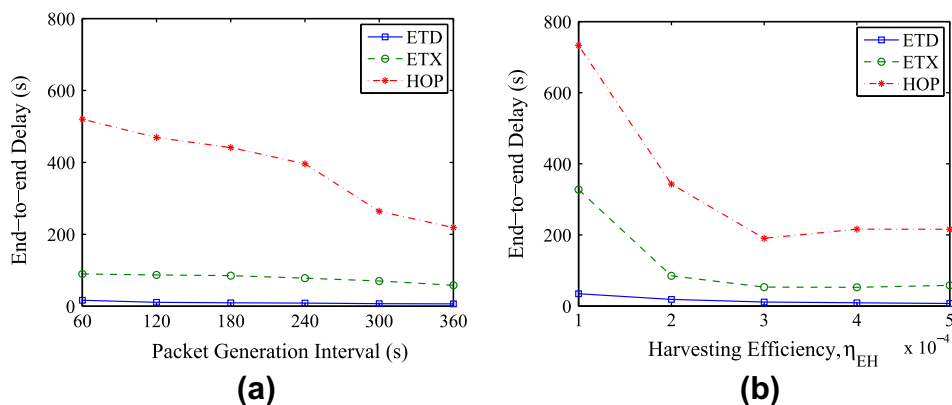 800
600
400
200
0
End−to−end Delay (s)
ETD
ETX
HOP
60 120 180 240 300 360
Packet Generation Interval (s)
(a)
800
600
400
200
0
End−to−end Delay (s)
ETD
ETX
HOP
1 2 3 4 5
Harvesting Efficiency, η_EH x 10^−4
(b)